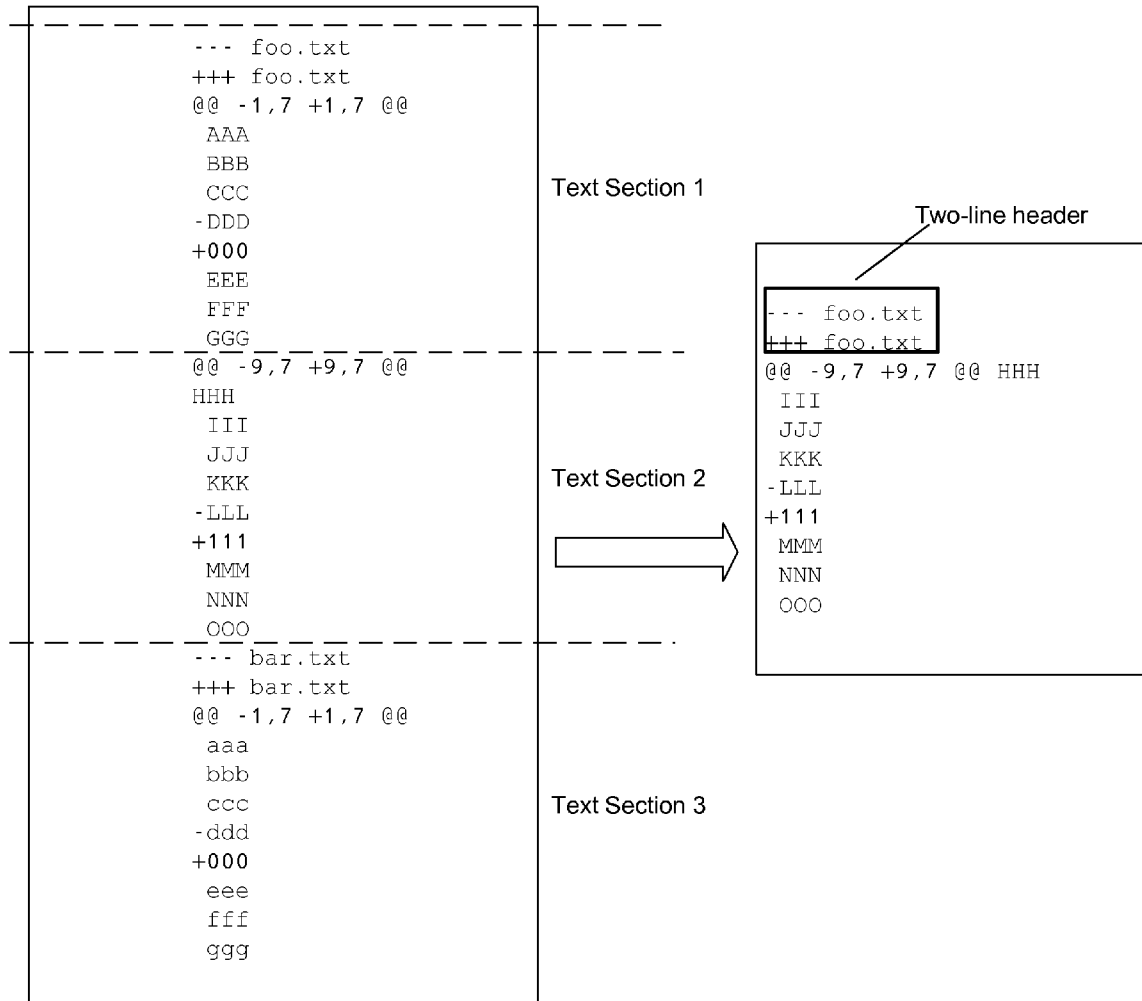 --- foo.txt
+++ foo.txt
@@ -1,7 +1,7 @@
 AAA
 BBB
 CCC
-DDD
+000
 EEE
 FFF
 GGG
Text Section 1
@@ -9,7 +9,7 @@
HHH
 III
 JJJ
 KKK
-LLL
+111
 MMM
 NNN
 OOO
Text Section 2
--- bar.txt
+++ bar.txt
@@ -1,7 +1,7 @@
 aaa
 bbb
 ccc
-ddd
+000
 eee
 fff
 ggg
Text Section 3
Two-line header
--- foo.txt
+++ foo.txt
@@ -9,7 +9,7 @@ HHH
 III
 JJJ
 KKK
-LLL
+111
 MMM
 NNN
 OOO